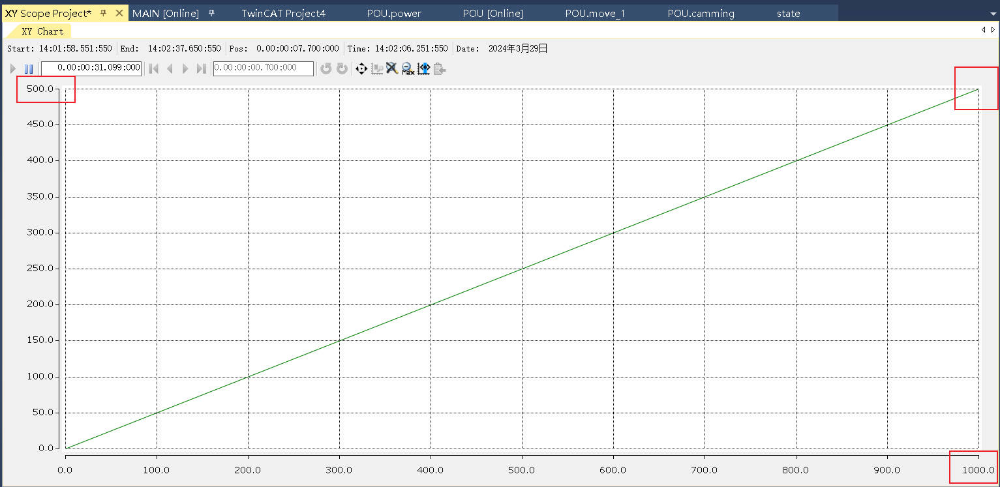 XY Scope Project* MAIN [Online] TwinCAT Project4 POU.power POU [Online] POU.move_1 POU.camming state
XY Chart
Start: 14:01:58.551:550 End: 14:02:37.650:550 Pos: 0.00:00:07.700:000 Time: 14:02:06.251:550 Date: 2024年3月29日
0.00:00:31.099:000 0.00:00:00.700:000 Max
500.0
450.0
400.0
350.0
300.0
250.0
200.0
150.0
100.0
50.0
0.0
0.0 100.0 200.0 300.0 400.0 500.0 600.0 700.0 800.0 900.0 1000.0